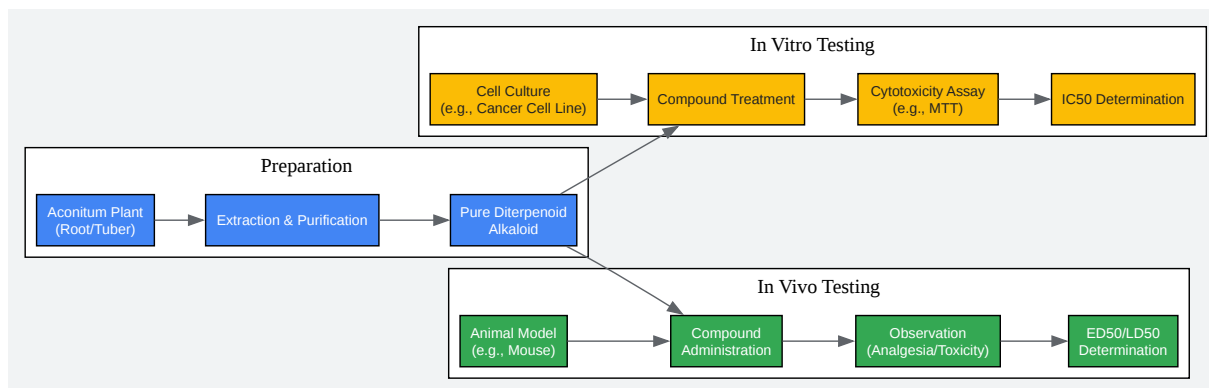 In Vitro Testing
Cell Culture
(e.g., Cancer Cell Line)
Compound Treatment
Cytotoxicity Assay
(e.g., MTT)
IC50 Determination
Preparation
Aconitum Plant
(Root/Tuber)
Extraction & Purification
Pure Diterpenoid
Alkaloid
In Vivo Testing
Animal Model
(e.g., Mouse)
Compound
Administration
Observation
(Analgesia/Toxicity)
ED50/LD50
Determination